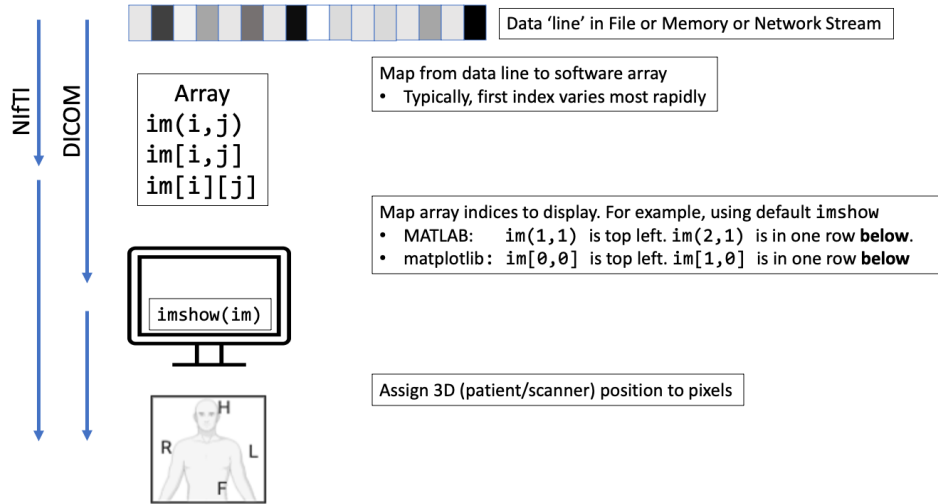 Data ‘line’ in File or Memory or Network Stream
NIfTI
DICOM
Array
im(i,j)
im[i,j]
im[i][j]
Map from data line to software array
• Typically, first index varies most rapidly
Map array indices to display. For example, using default imshow
• MATLAB: im(1,1) is top left. im(2,1) is in one row below.
• matplotlib: im[0,0] is top left. im[1,0] is in one row below
imshow(im)
Assign 3D (patient/scanner) position to pixels
H
R
L
F